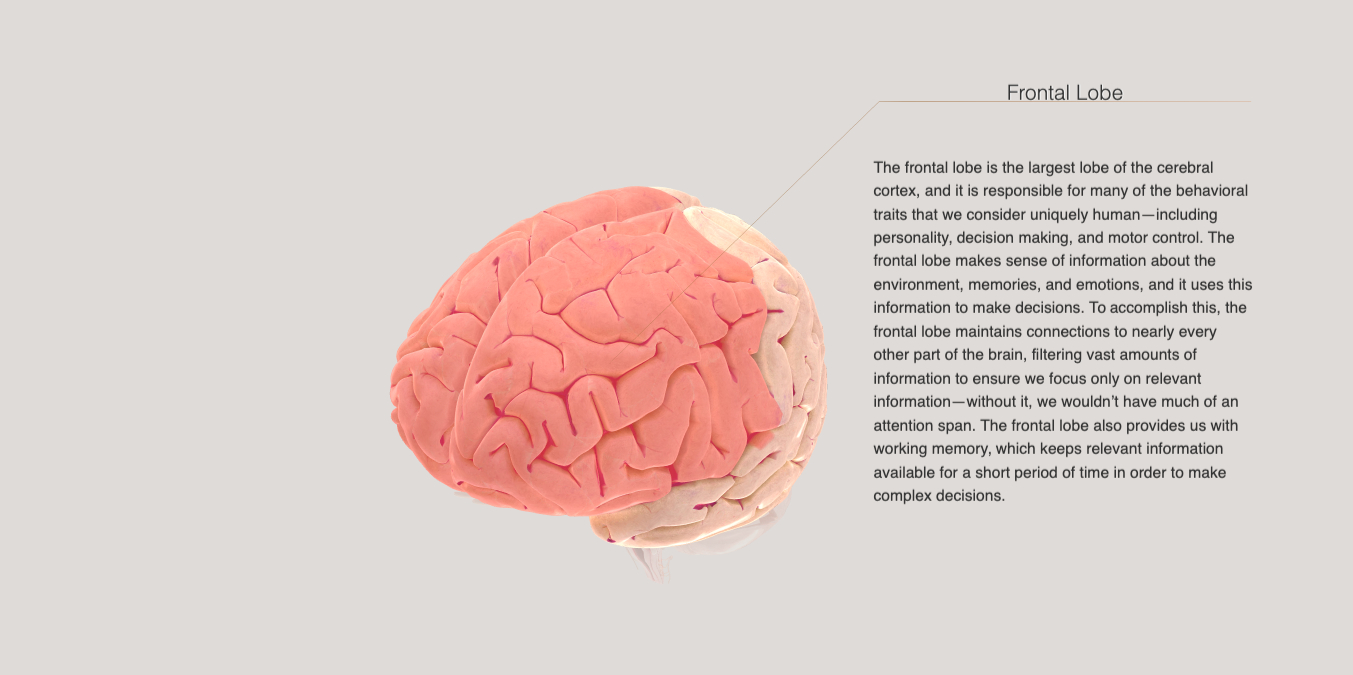 Frontal Lobe
The frontal lobe is the largest lobe of the cerebral
cortex, and it is responsible for many of the behavioral
traits that we consider uniquely human—including
personality, decision making, and motor control. The
frontal lobe makes sense of information about the
environment, memories, and emotions, and it uses this
information to make decisions. To accomplish this, the
frontal lobe maintains connections to nearly every
other part of the brain, filtering vast amounts of
information to ensure we focus only on relevant
information—without it, we wouldn’t have much of an
attention span. The frontal lobe also provides us with
working memory, which keeps relevant information
available for a short period of time in order to make
complex decisions.